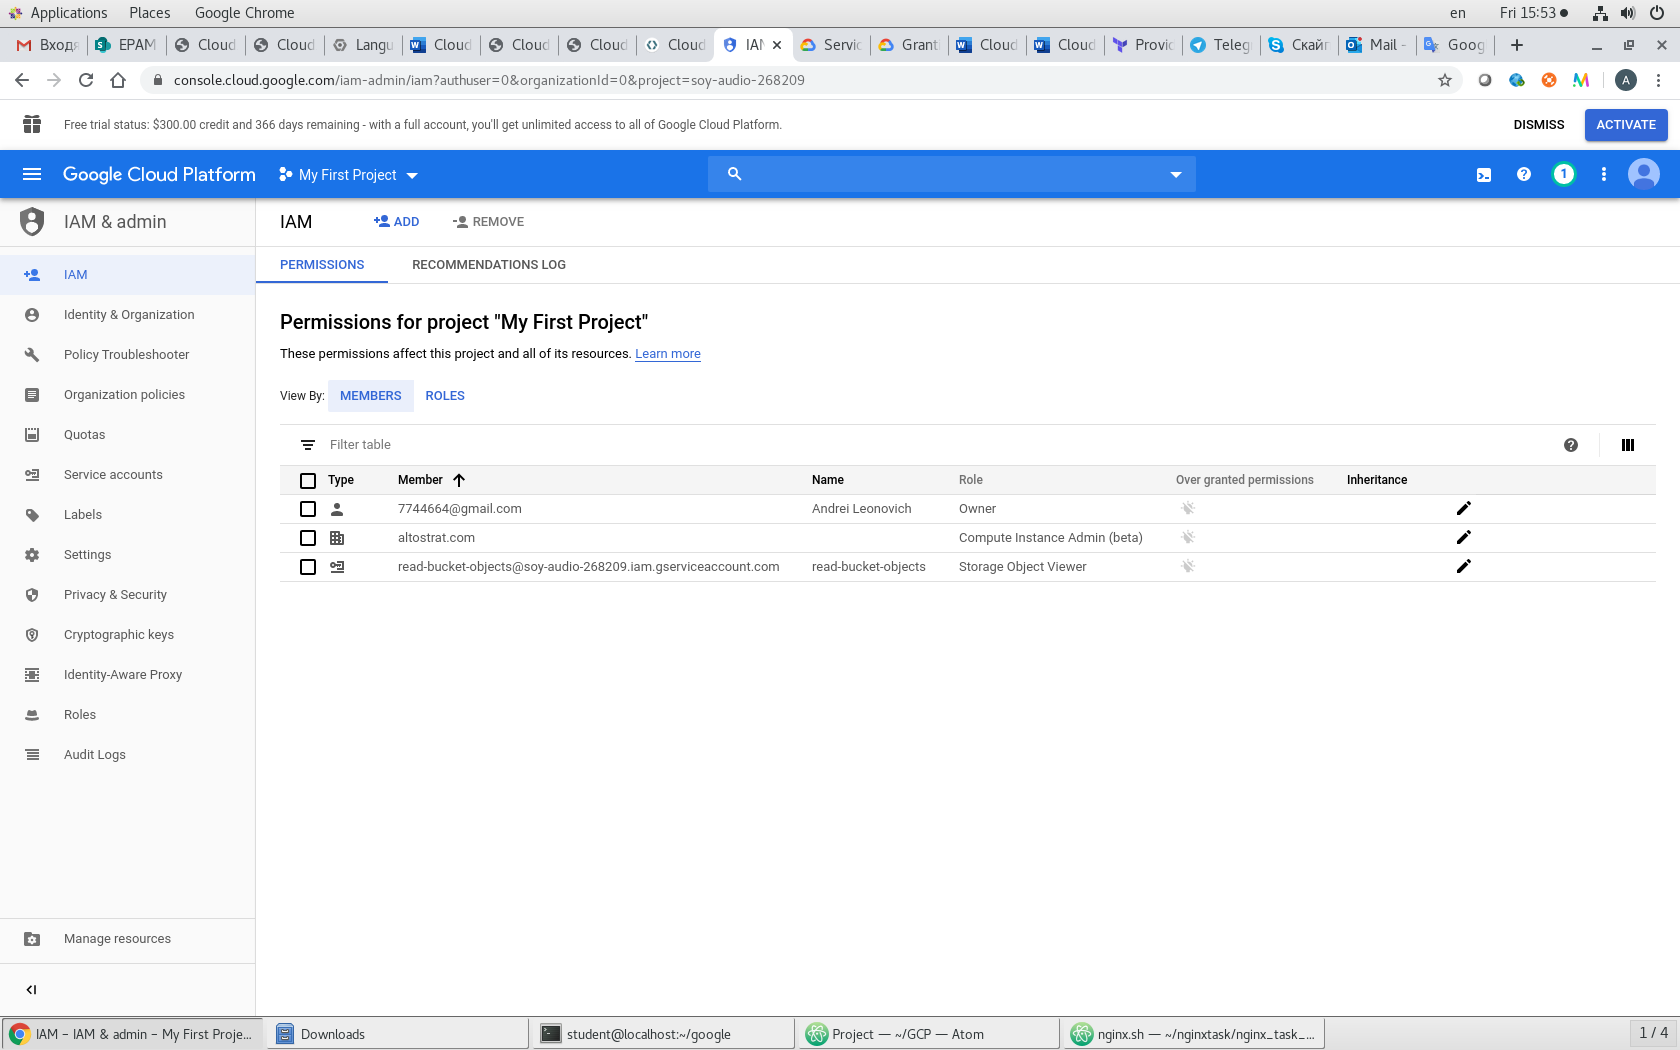 Applications Places Google Chrome en Fri 15:53
Входя EPAM Cloud Cloud Langu Cloud Cloud Cloud Cloud IAM Servic Grant Cloud Cloud Provid Telegr Скайп Mail - Goog
console.cloud.google.com/iam-admin/iam?authuser=0&organizationId=0&project=soy-audio-268209 A
Free trial status: $300.00 credit and 366 days remaining - with a full account, you'll get unlimited access to all of Google Cloud Platform. DISMISS ACTIVATE
Google Cloud Platform My First Project 1
IAM & admin
IAM
Identity & Organization
Policy Troubleshooter
Organization policies
Quotas
Service accounts
Labels
Settings
Privacy & Security
Cryptographic keys
Identity-Aware Proxy
Roles
Audit Logs
Manage resources
IAM ADD REMOVE
PERMISSIONS RECOMMENDATIONS LOG
Permissions for project "My First Project"
These permissions affect this project and all of its resources. Learn more
View By: MEMBERS ROLES
Filter table
Type Member Name Role Over granted permissions Inheritance
7744664@gmail.com Andrei Leonovich Owner
altostrat.com Compute Instance Admin (beta)
read-bucket-objects@soy-audio-268209.iam.gserviceaccount.com read-bucket-objects Storage Object Viewer
IAM – IAM & admin – My First Proje... Downloads student@localhost:~/google Project — ~/GCP — Atom nginx.sh — ~/nginxtask/nginx_task_... 1 / 4